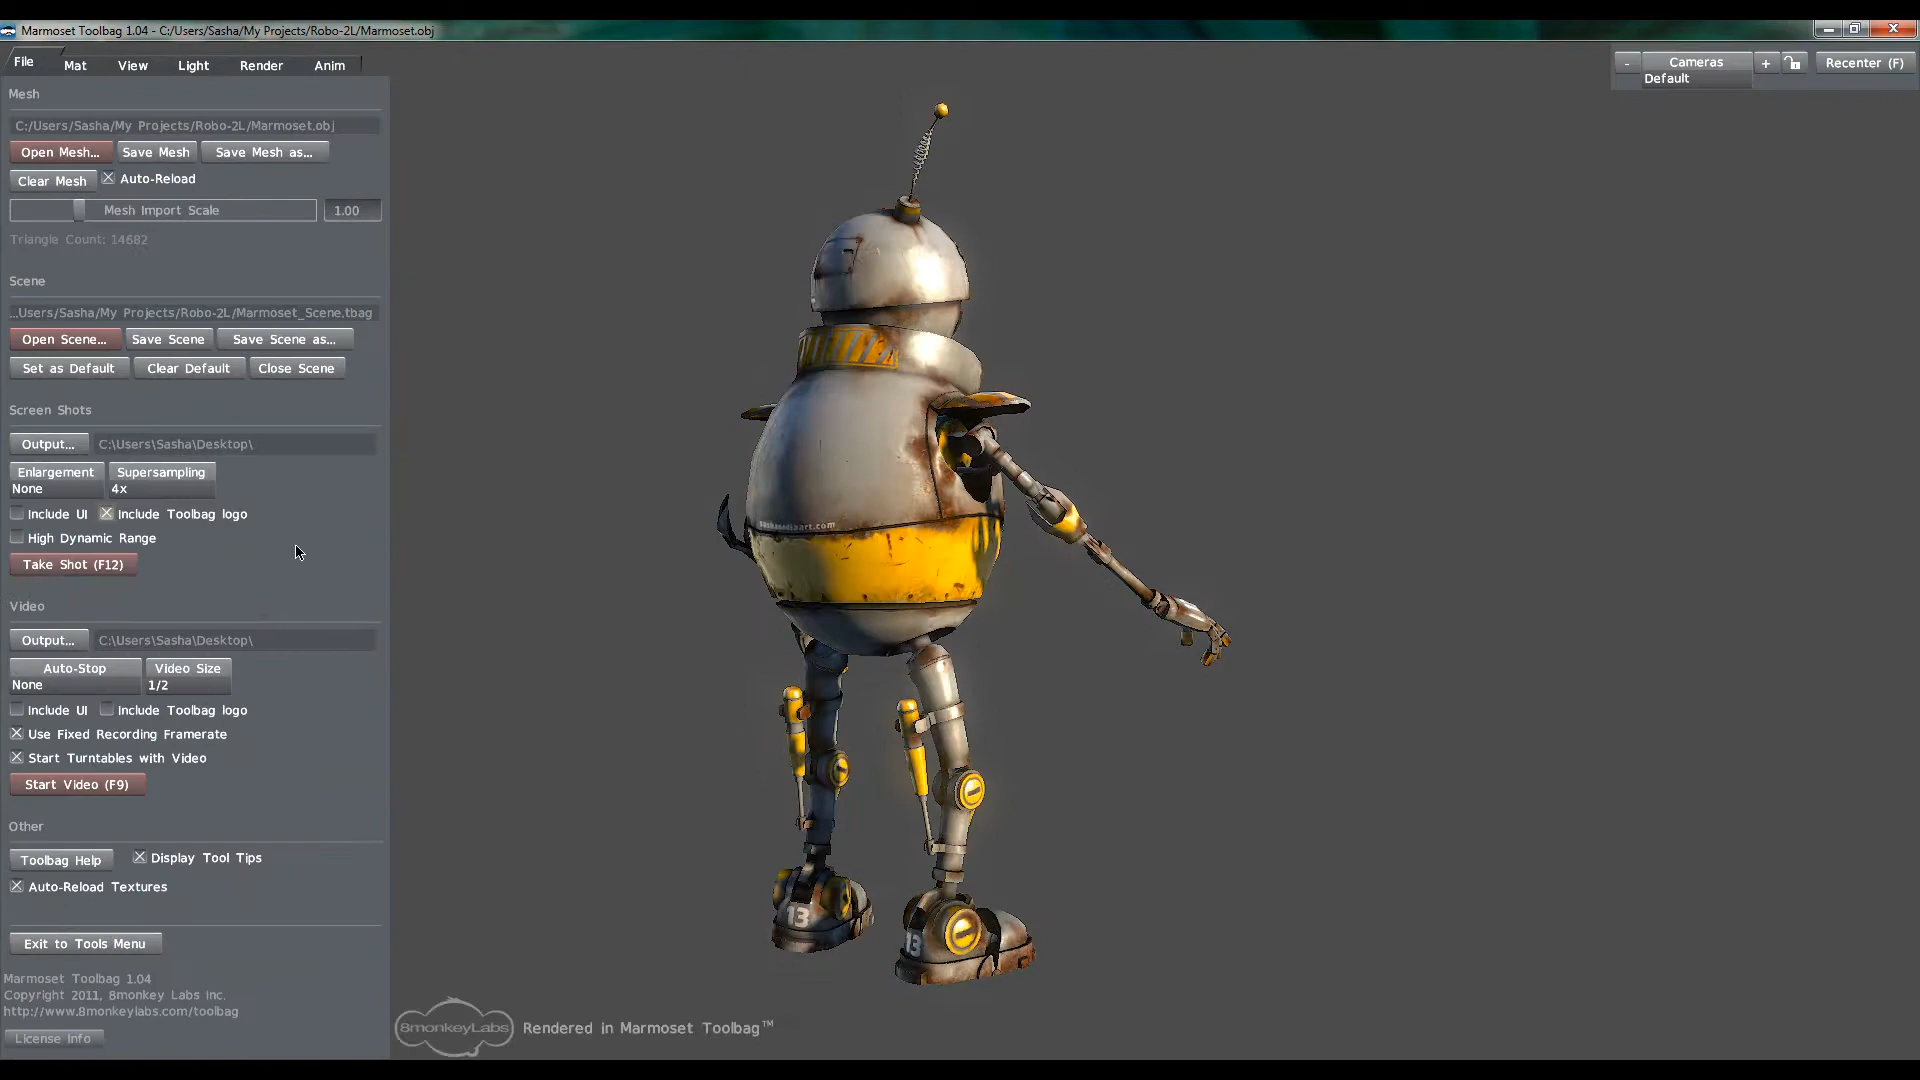 Marmoset Toolbag 1.04 - C:/Users/Sasha/My Projects/Robo-2L/Marmoset.obj
File Mat View Light Render Anim
- Cameras + Recenter (F)
Default
Mesh
C:/Users/Sasha/My Projects/Robo-2L/Marmoset.obj
Open Mesh... Save Mesh Save Mesh as...
Clear Mesh Auto-Reload
Mesh Import Scale 1.00
Triangle Count: 14682
Scene
...Users/Sasha/My Projects/Robo-2L/Marmoset_Scene.tbag
Open Scene... Save Scene Save Scene as...
Set as Default Clear Default Close Scene
Screen Shots
Output... C:\Users\Sasha\Desktop\
Enlargement Supersampling
None 4x
Include UI Include Toolbag logo
High Dynamic Range
Take Shot (F12)
Video
Output... C:\Users\Sasha\Desktop\
Auto-Stop Video Size
None 1/2
Include UI Include Toolbag logo
Use Fixed Recording Framerate
Start Turntables with Video
Start Video (F9)
Other
Toolbag Help Display Tool Tips
Auto-Reload Textures
Exit to Tools Menu
Marmoset Toolbag 1.04
Copyright 2011, 8monkey Labs Inc.
http://www.8monkeylabs.com/toolbag
License Info
13
13
8monkeyLabs Rendered in Marmoset Toolbag™